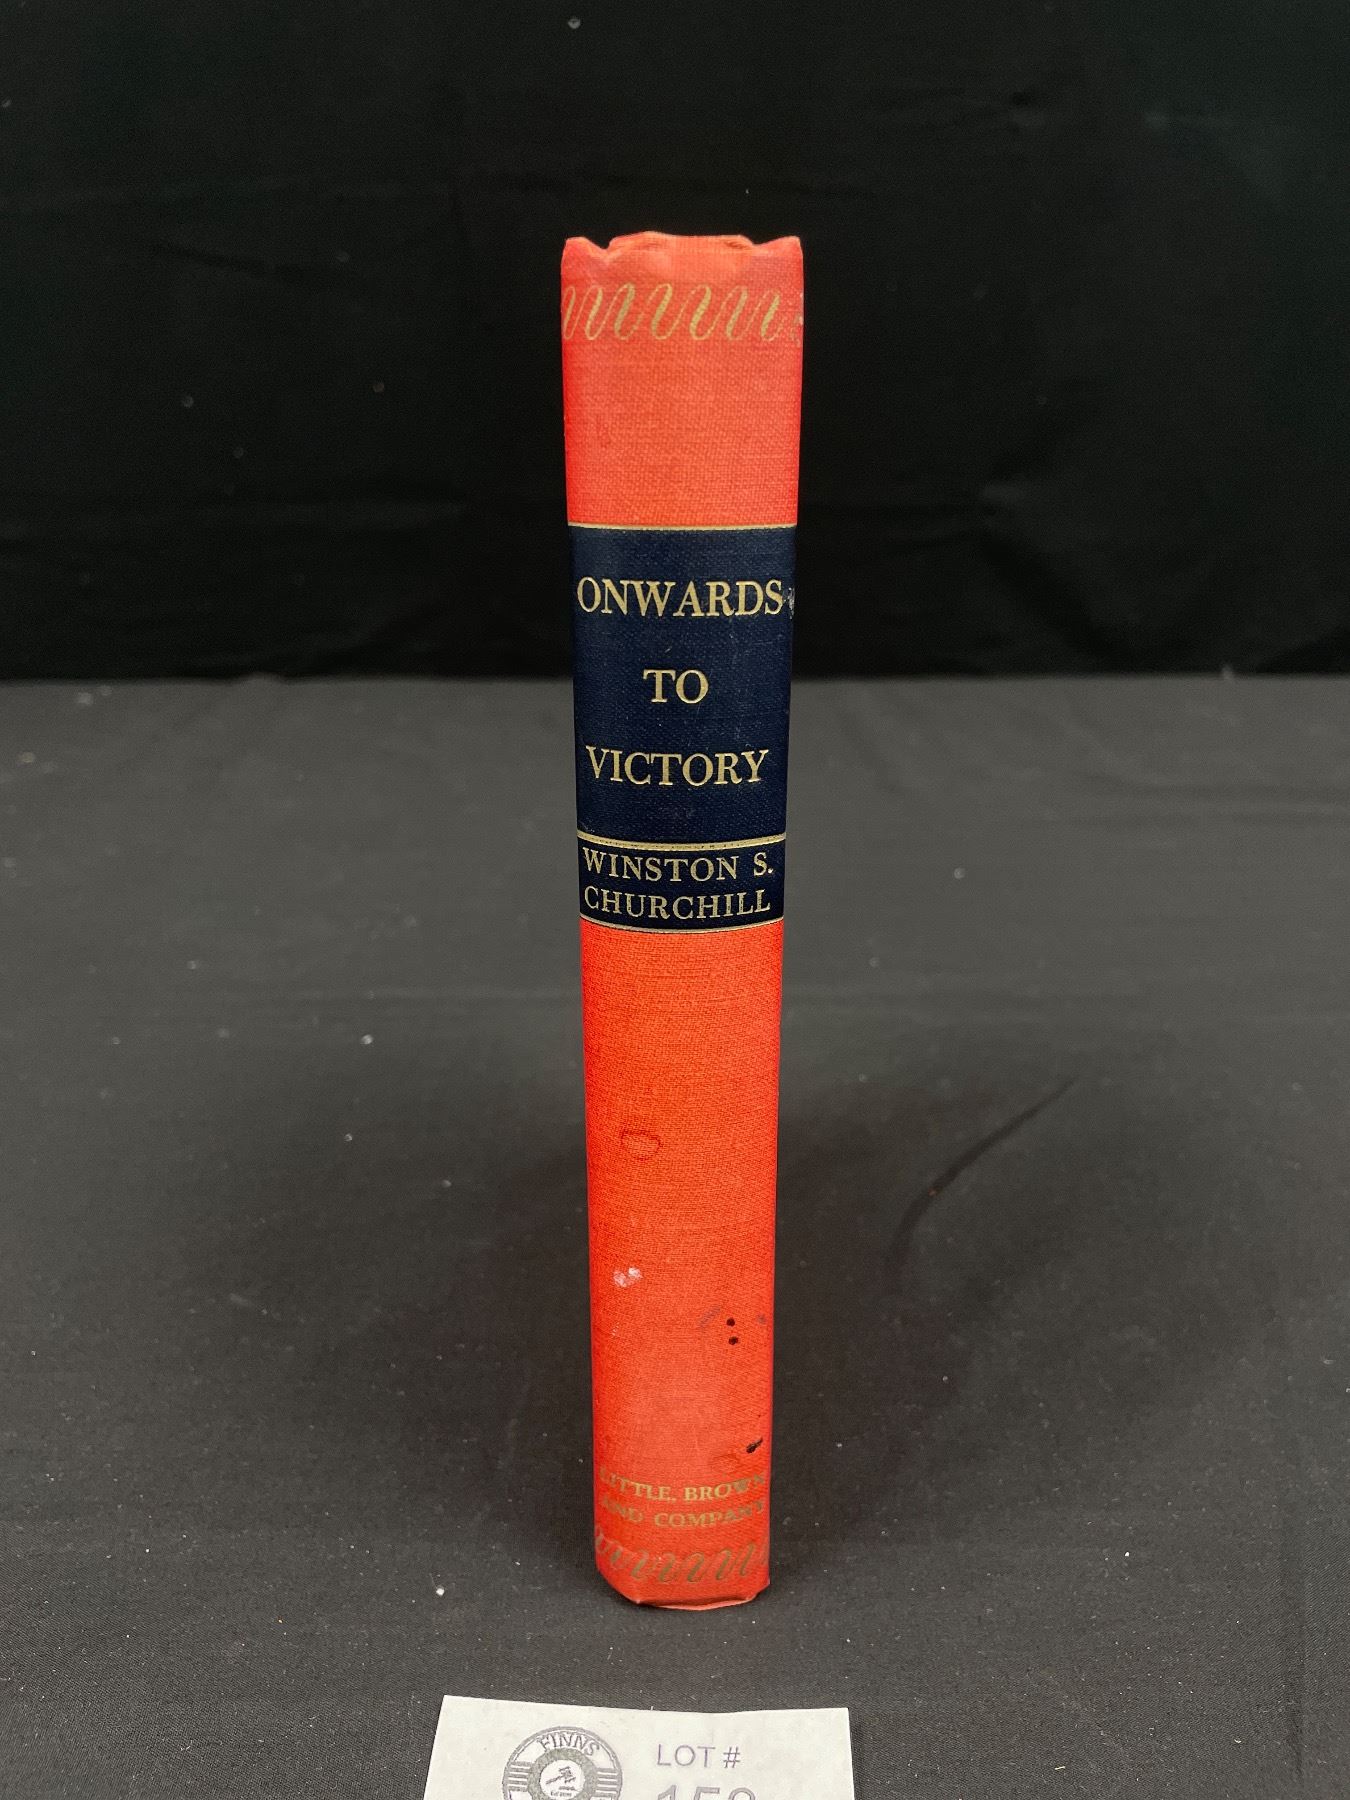 ONWARDS
TO
VICTORY
WINSTON S.
CHURCHILL
LITTLE, BROWN
AND COMPANY
FINNS
LOT #